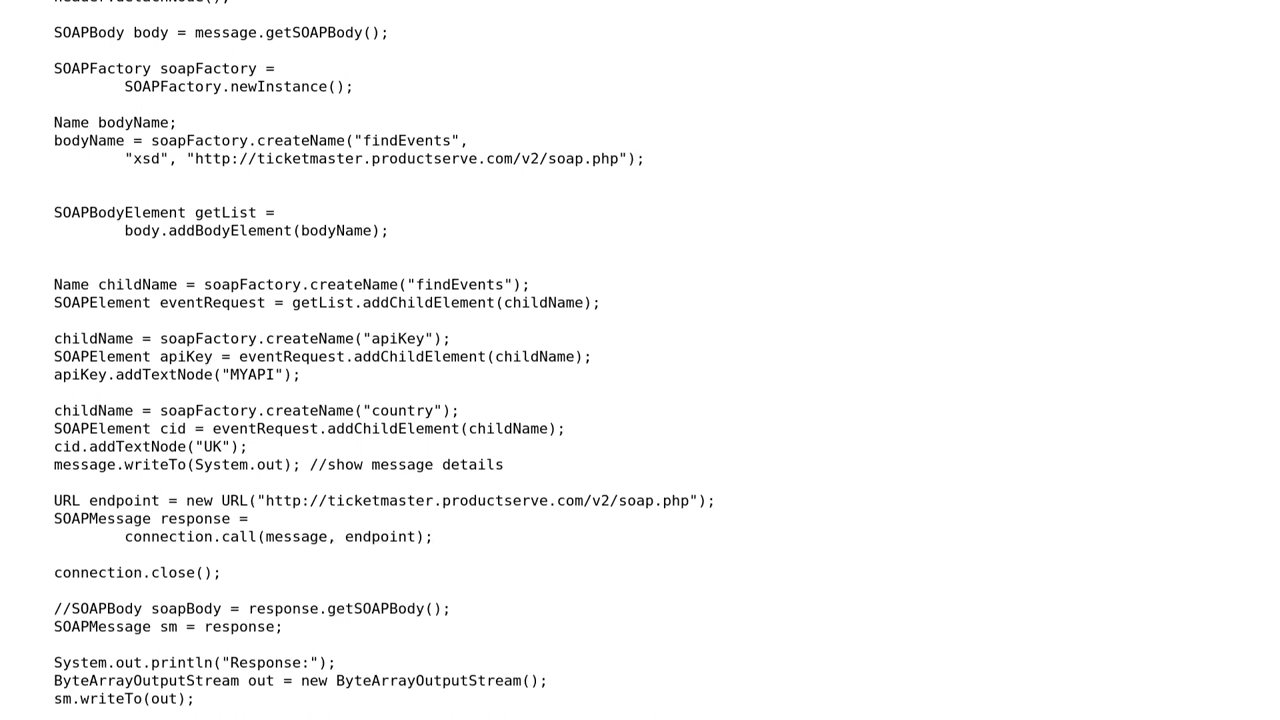 SOAPBody body = message.getSOAPBody();
SOAPFactory soapFactory =
SOAPFactory.newInstance();
Name bodyName;
bodyName = soapFactory.createName("findEvents",
"xsd", "http://ticketmaster.productserve.com/v2/soap.php");
SOAPBodyElement getList =
body.addBodyElement(bodyName);
Name childName = soapFactory.createName("findEvents");
SOAPElement eventRequest = getList.addChildElement(childName);
childName = soapFactory.createName("apiKey");
SOAPElement apiKey = eventRequest.addChildElement(childName);
apiKey.addTextNode("MYAPI");
childName = soapFactory.createName("country");
SOAPElement cid = eventRequest.addChildElement(childName);
cid.addTextNode("UK");
message.writeTo(System.out); //show message details
URL endpoint = new URL("http://ticketmaster.productserve.com/v2/soap.php");
SOAPMessage response =
connection.call(message, endpoint);
connection.close();
//SOAPBody soapBody = response.getSOAPBody();
SOAPMessage sm = response;
System.out.println("Response:");
ByteArrayOutputStream out = new ByteArrayOutputStream();
sm.writeTo(out);